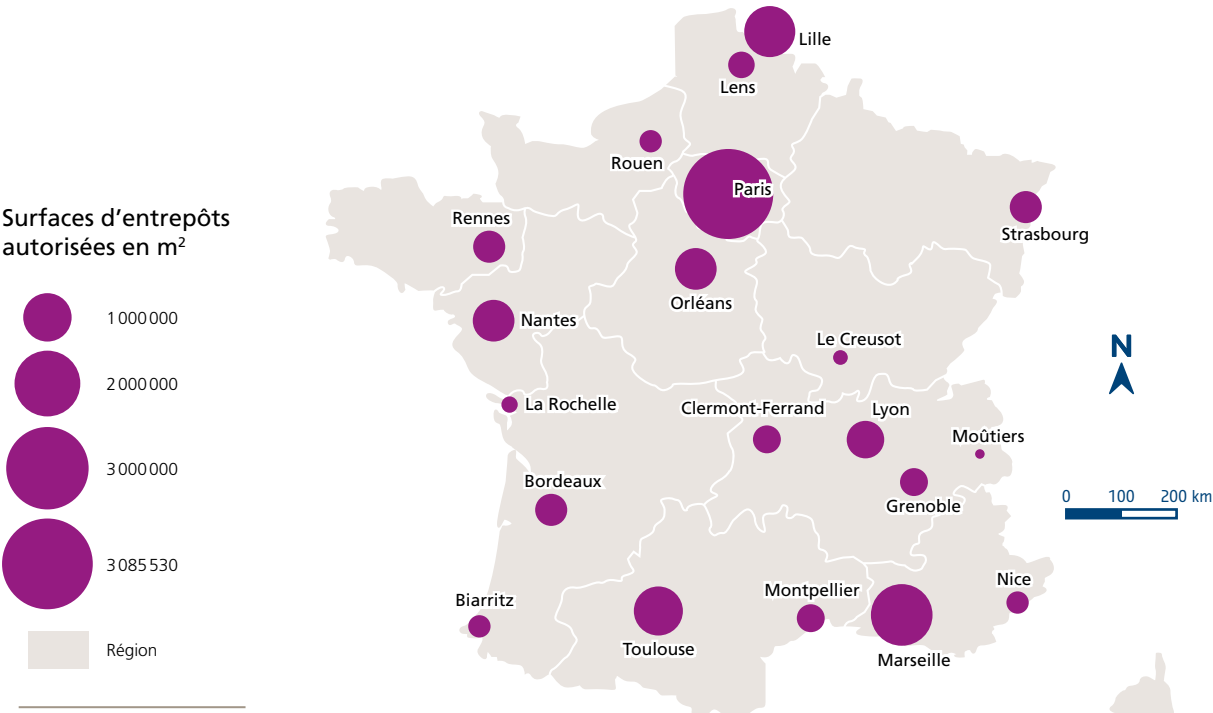 Surfaces d'entrepôts
autorisées en m²
1 000 000
2 000 000
3 000 000
3 085 530
Région
Lille
Lens
Rouen
Paris
Strasbourg
Rennes
Orléans
Nantes
Le Creusot
La Rochelle
Clermont-Ferrand
Lyon
Moûtiers
Grenoble
Bordeaux
Biarritz
Toulouse
Montpellier
Marseille
Nice
N
0 100 200 km